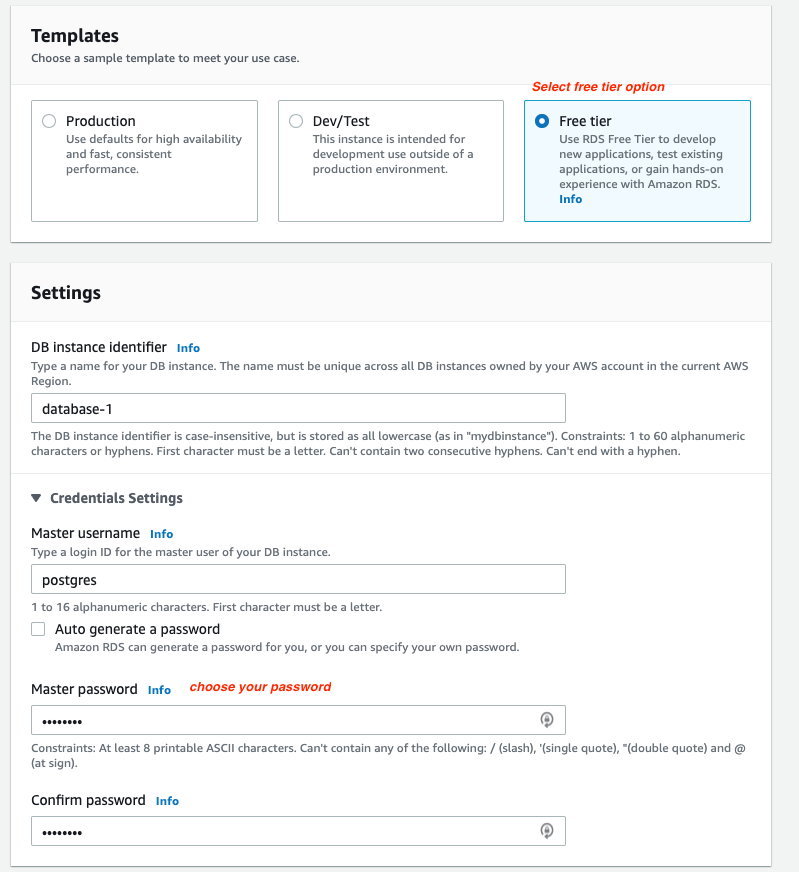 Templates
Choose a sample template to meet your use case.
Select free tier option
Production
Use defaults for high availability
and fast, consistent
performance.
Dev/Test
This instance is intended for
development use outside of a
production environment.
Free tier
Use RDS Free Tier to develop
new applications, test existing
applications, or gain hands-on
experience with Amazon RDS.
Info
Settings
DB instance identifier Info
Type a name for your DB instance. The name must be unique across all DB instances owned by your AWS account in the current AWS
Region.
database-1
The DB instance identifier is case-insensitive, but is stored as all lowercase (as in "mydbinstance"). Constraints: 1 to 60 alphanumeric
characters or hyphens. First character must be a letter. Can't contain two consecutive hyphens. Can't end with a hyphen.
Credentials Settings
Master username Info
Type a login ID for the master user of your DB instance.
postgres
1 to 16 alphanumeric characters. First character must be a letter.
Auto generate a password
Amazon RDS can generate a password for you, or you can specify your own password.
Master password Info choose your password
••••••••
Constraints: At least 8 printable ASCII characters. Can't contain any of the following: / (slash), '(single quote), "(double quote) and @
(at sign).
Confirm password Info
••••••••